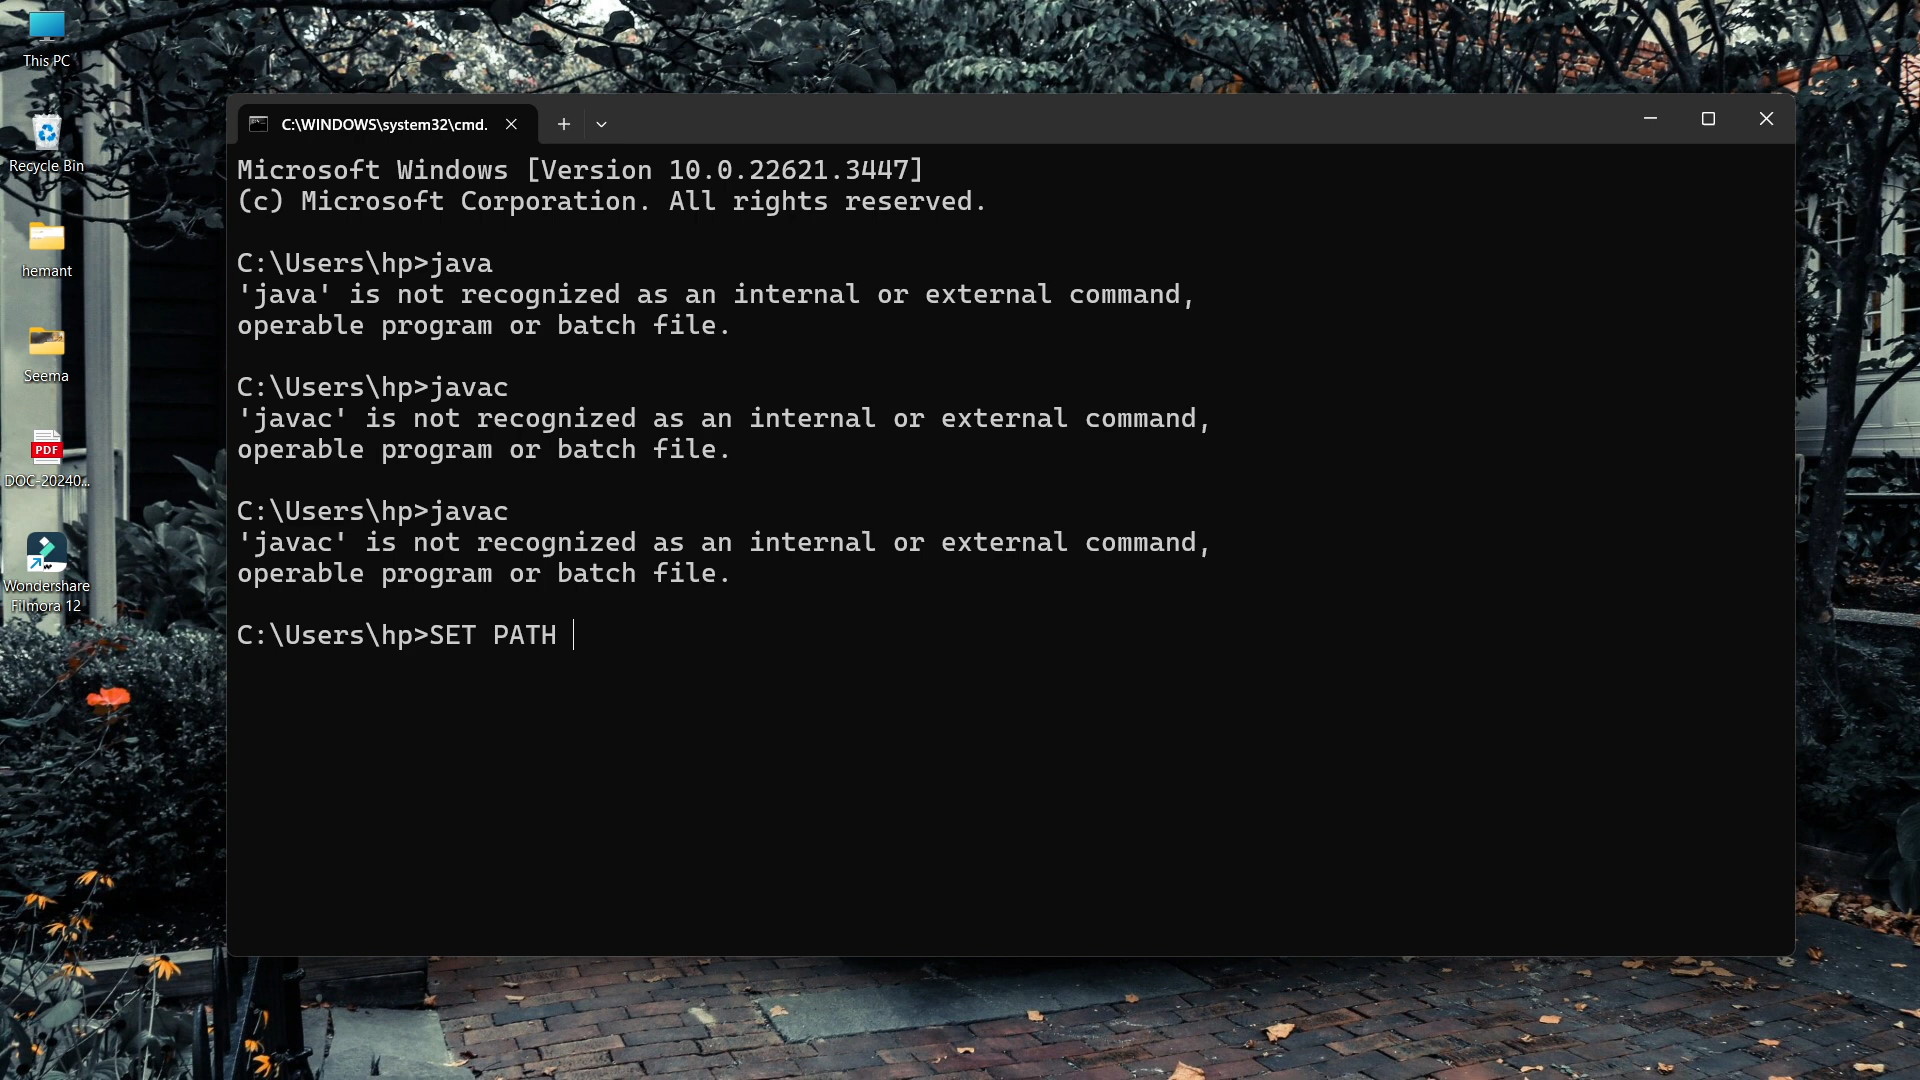 This PC
Recycle Bin
hemant
Seema
PDF
DOC-20240...
Wondershare
Filmora 12
C:\WINDOWS\system32\cmd.
Microsoft Windows [Version 10.0.22621.3447]
(c) Microsoft Corporation. All rights reserved.
C:\Users\hp>java
'java' is not recognized as an internal or external command,
operable program or batch file.
C:\Users\hp>javac
'javac' is not recognized as an internal or external command,
operable program or batch file.
C:\Users\hp>javac
'javac' is not recognized as an internal or external command,
operable program or batch file.
C:\Users\hp>SET PATH